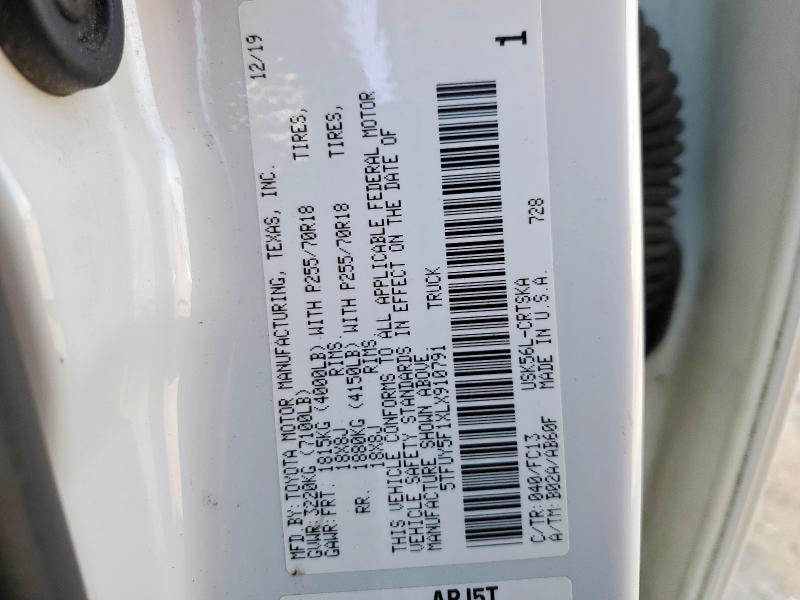 12/19
1
MFD.BY:TOYOTA MOTOR MANUFACTURING, TEXAS, INC.
GVWR:3220KG (7100LB)
GAWR:FRT. 1815KG (4000LB) WITH P255/70R18 TIRES,
18X8J RIMS.
RR. 1880KG (4150LB) WITH P255/70R18 TIRES,
18X8J RIMS.
THIS VEHICLE CONFORMS TO ALL APPLICABLE FEDERAL MOTOR
VEHICLE SAFETY STANDARDS IN EFFECT ON THE DATE OF
MANUFACTURE SHOWN ABOVE.
5TFUY5F1XLX910791 TRUCK
C/TR:040/FC13 USK56L-CRTSKA 728
A/TM:B02A/AB60F MADE IN U.S.A.